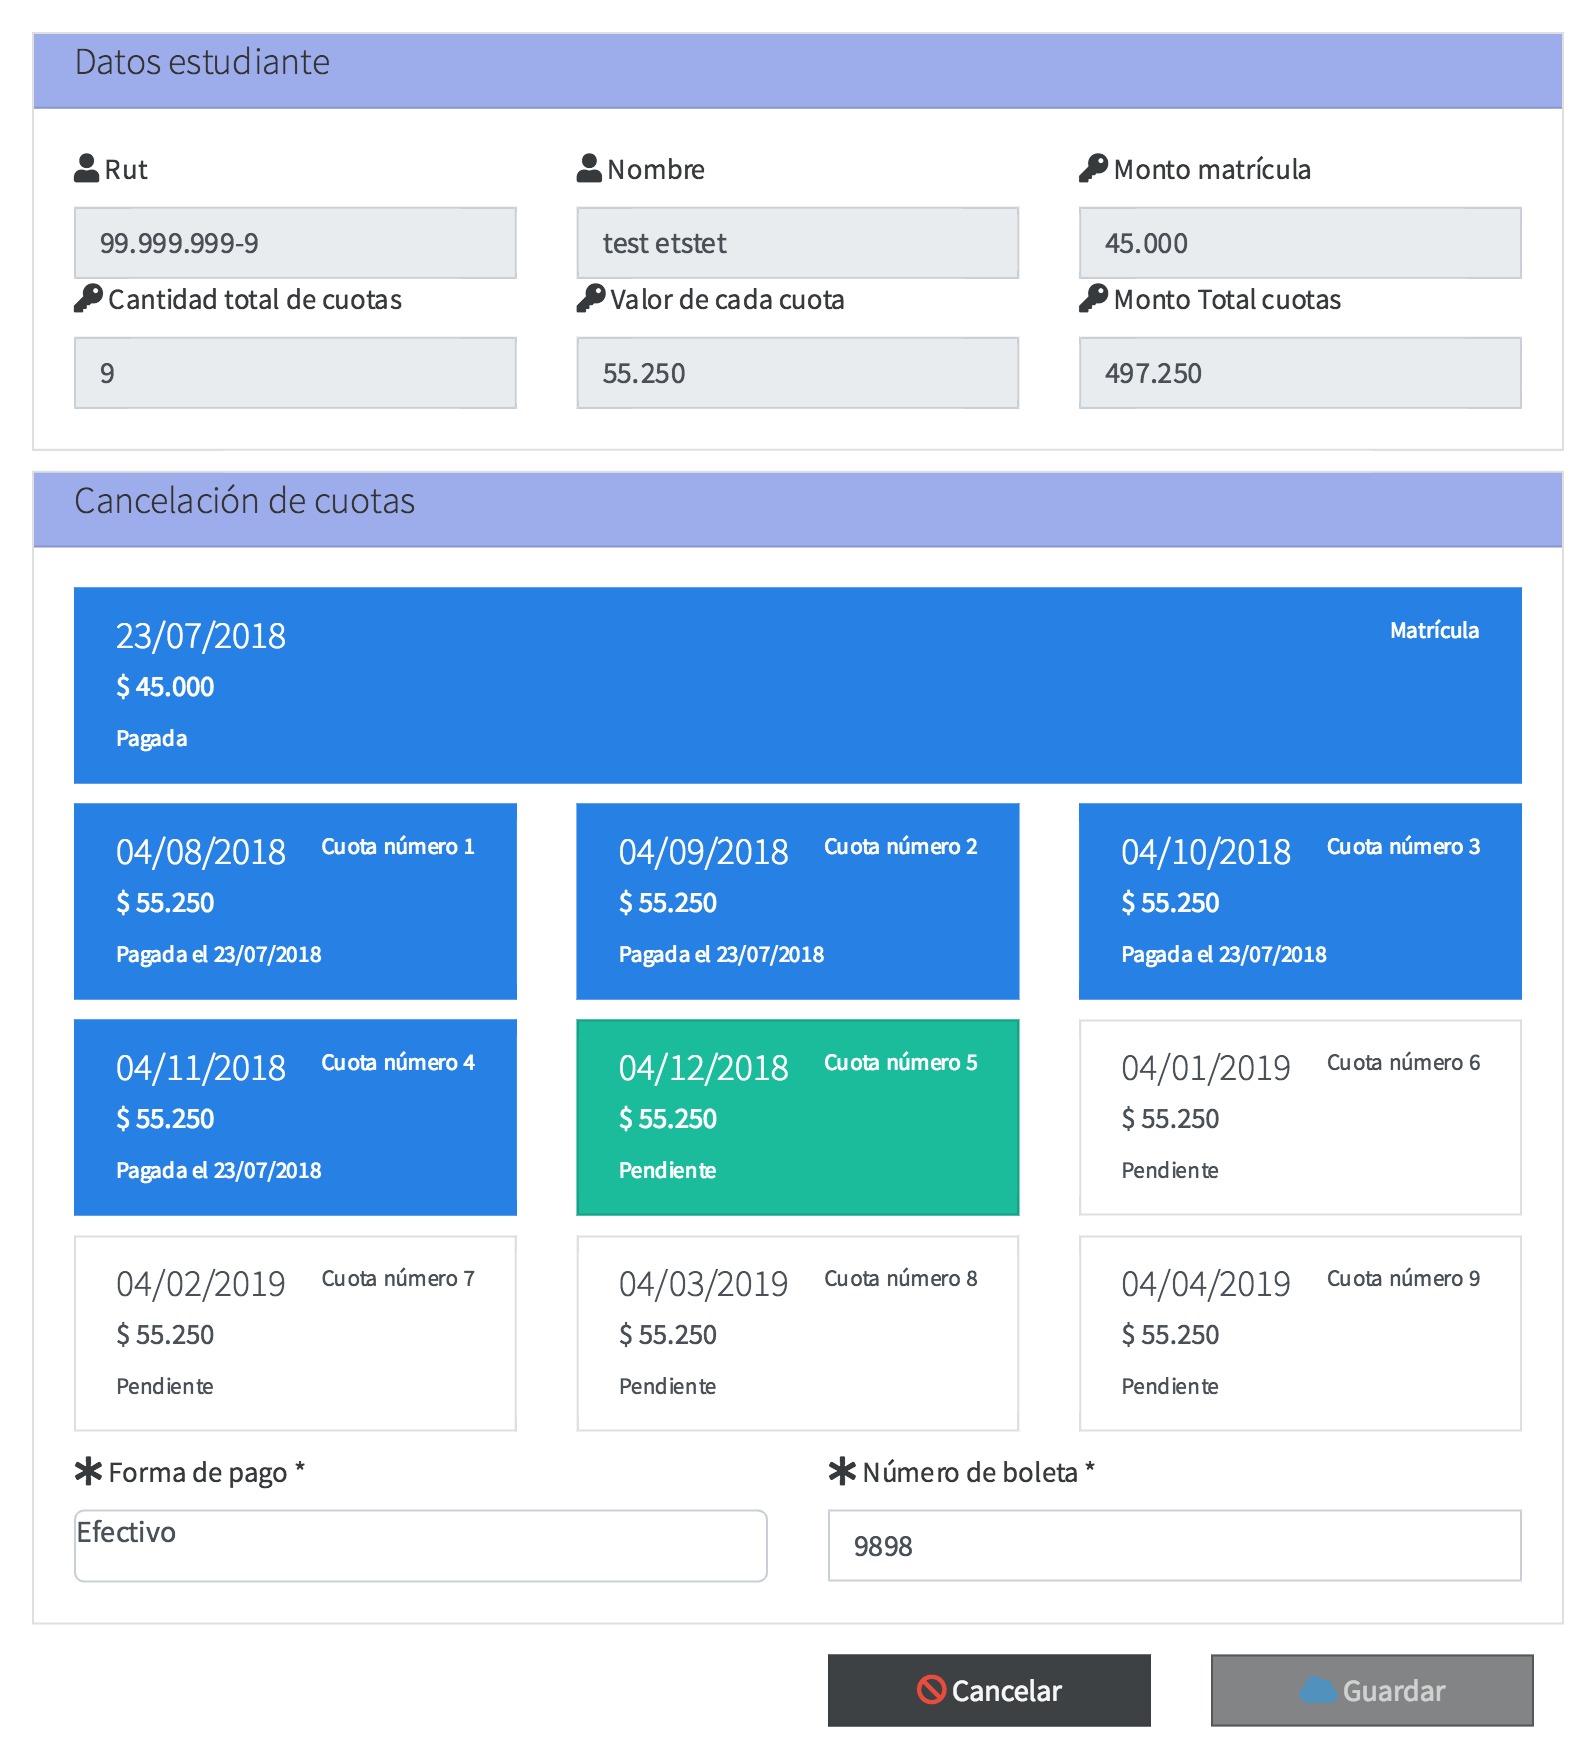 Datos estudiante
Rut
Nombre
Monto matrícula
99.999.999-9
test etstet
45.000
Cantidad total de cuotas
Valor de cada cuota
Monto Total cuotas
9
55.250
497.250
Cancelación de cuotas
23/07/2018
Matrícula
$ 45.000
Pagada
04/08/2018 Cuota número 1
$ 55.250
Pagada el 23/07/2018
04/09/2018 Cuota número 2
$ 55.250
Pagada el 23/07/2018
04/10/2018 Cuota número 3
$ 55.250
Pagada el 23/07/2018
04/11/2018 Cuota número 4
$ 55.250
Pagada el 23/07/2018
04/12/2018 Cuota número 5
$ 55.250
Pendiente
04/01/2019 Cuota número 6
$ 55.250
Pendiente
04/02/2019 Cuota número 7
$ 55.250
Pendiente
04/03/2019 Cuota número 8
$ 55.250
Pendiente
04/04/2019 Cuota número 9
$ 55.250
Pendiente
Forma de pago *
Número de boleta *
Efectivo
9898
Cancelar
Guardar